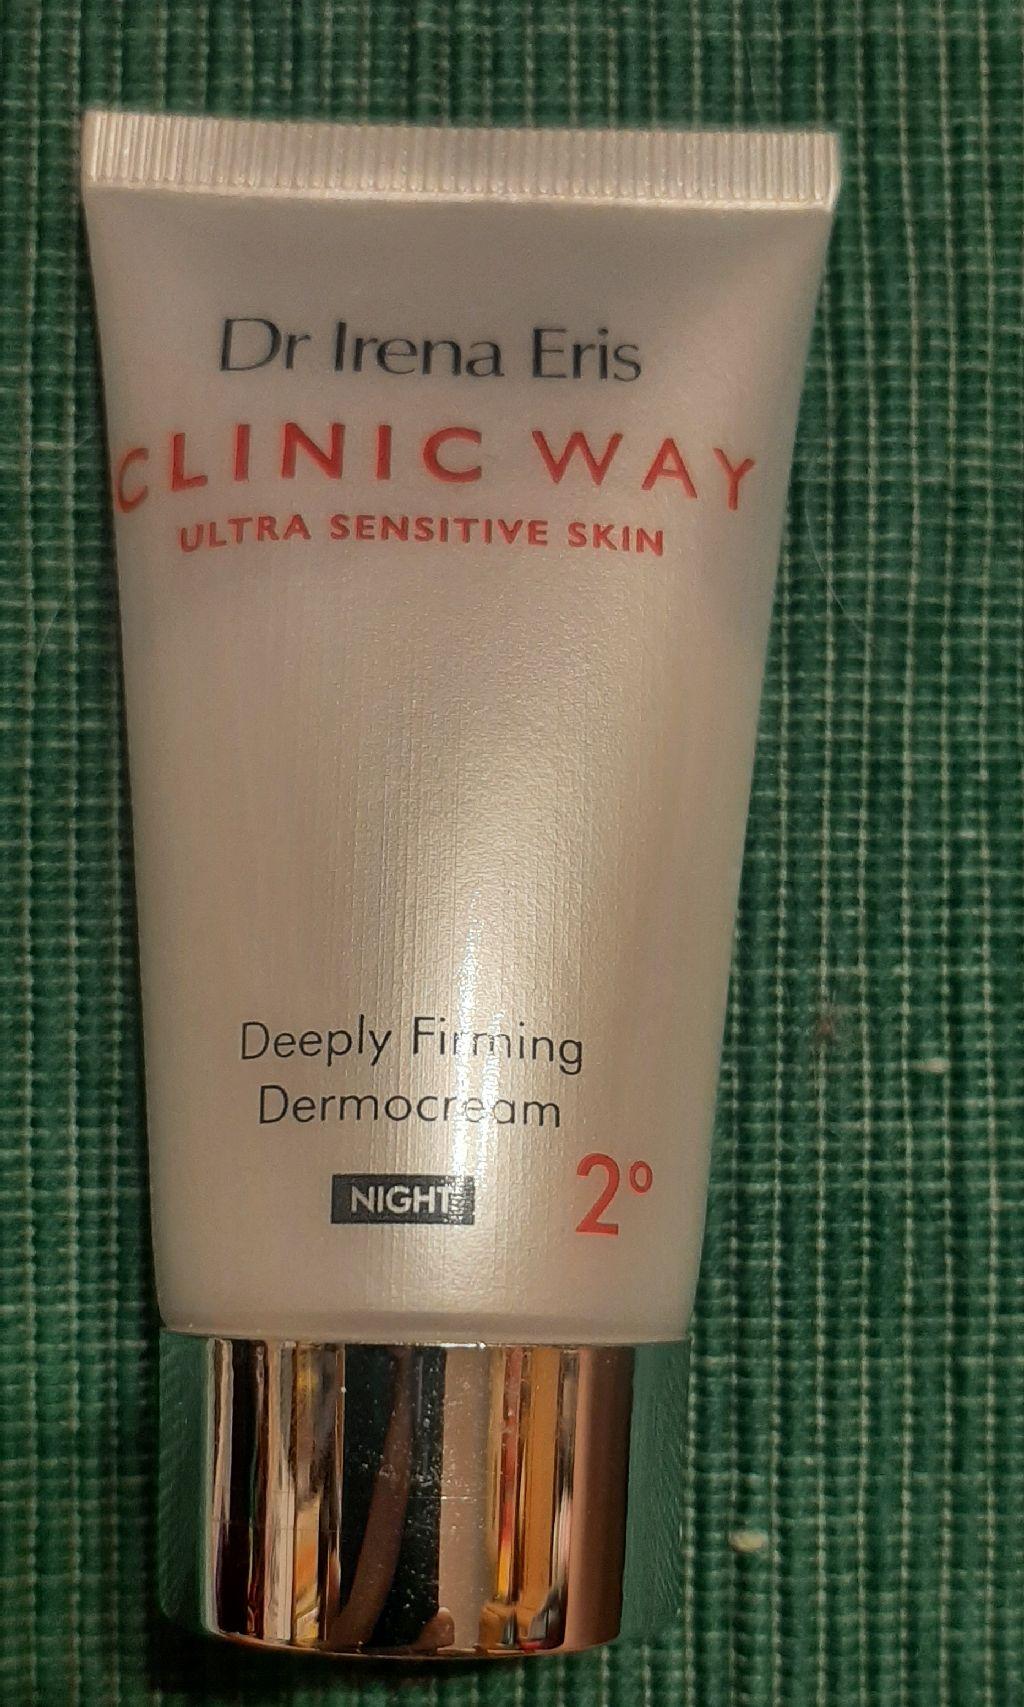 Dr Irena Eris
CLINIC WAY
ULTRA SENSITIVE SKIN
Deeply Firming
Dermocream
NIGHT
2°